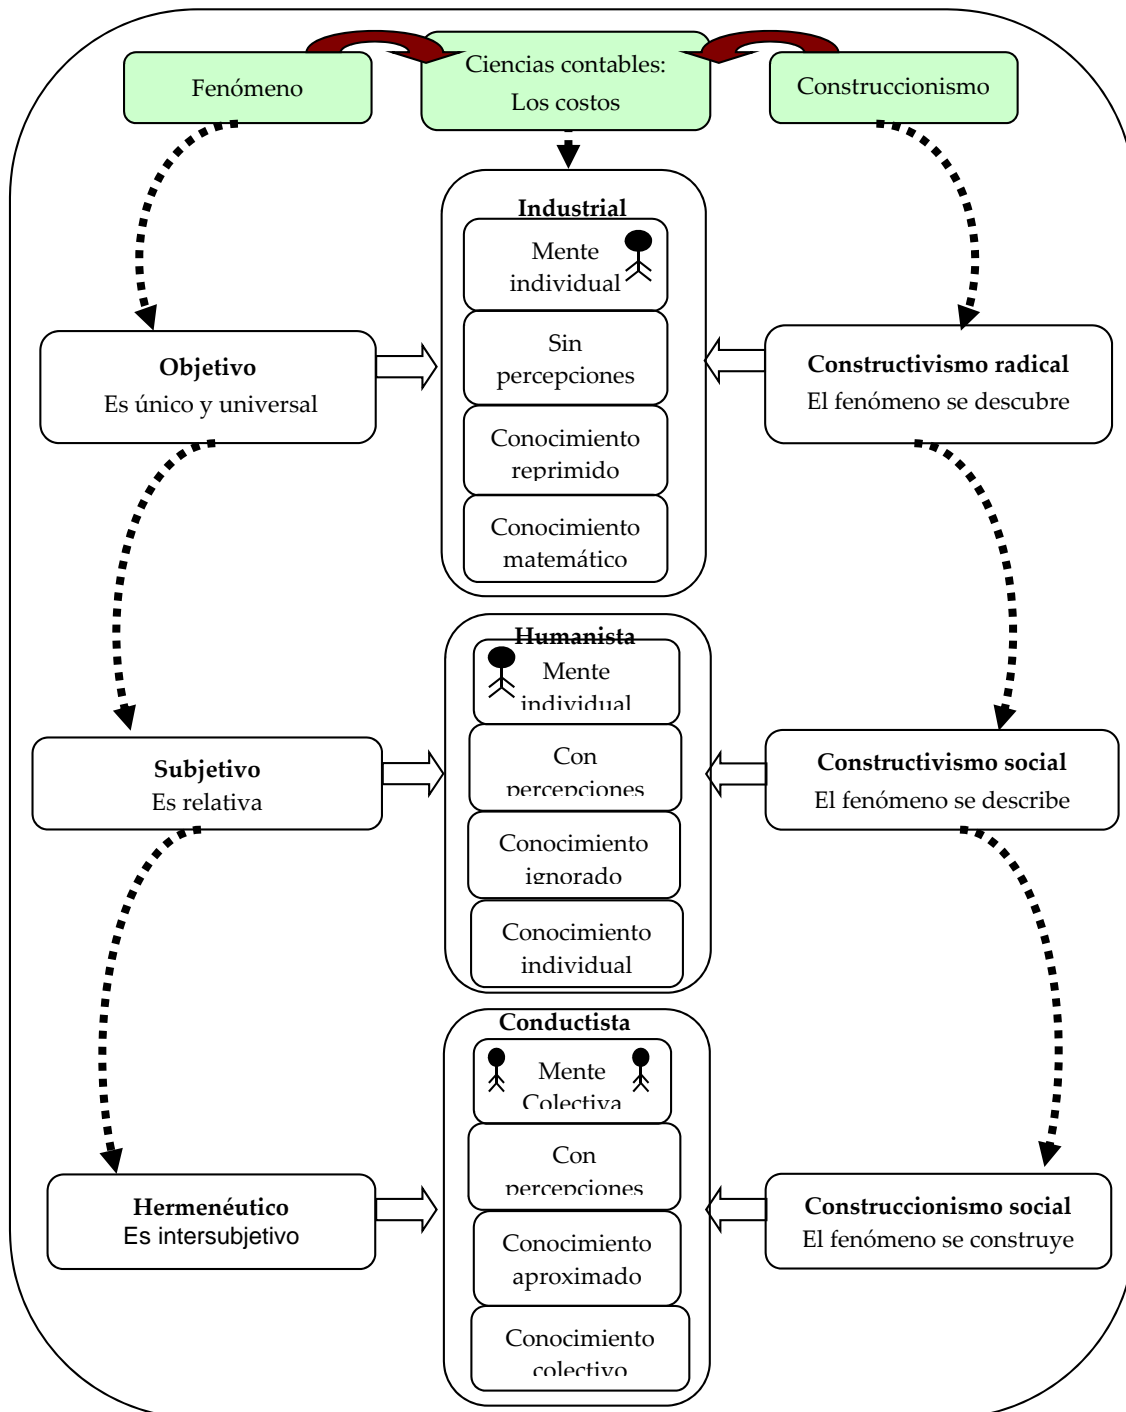 Fenómeno
Ciencias contables:
Los costos
Construccionismo
Industrial
Mente
individual
Sin
percepciones
Conocimiento
reprimido
Conocimiento
matemático
Objetivo
Es único y universal
Constructivismo radical
El fenómeno se descubre
Humanista
Mente
individual
Con
percepciones
Conocimiento
ignorado
Conocimiento
individual
Subjetivo
Es relativa
Constructivismo social
El fenómeno se describe
Conductista
Mente
Colectiva
Con
percepciones
Conocimiento
aproximado
Conocimiento
colectivo
Hermenéutico
Es intersubjetivo
Construccionismo social
El fenómeno se construye